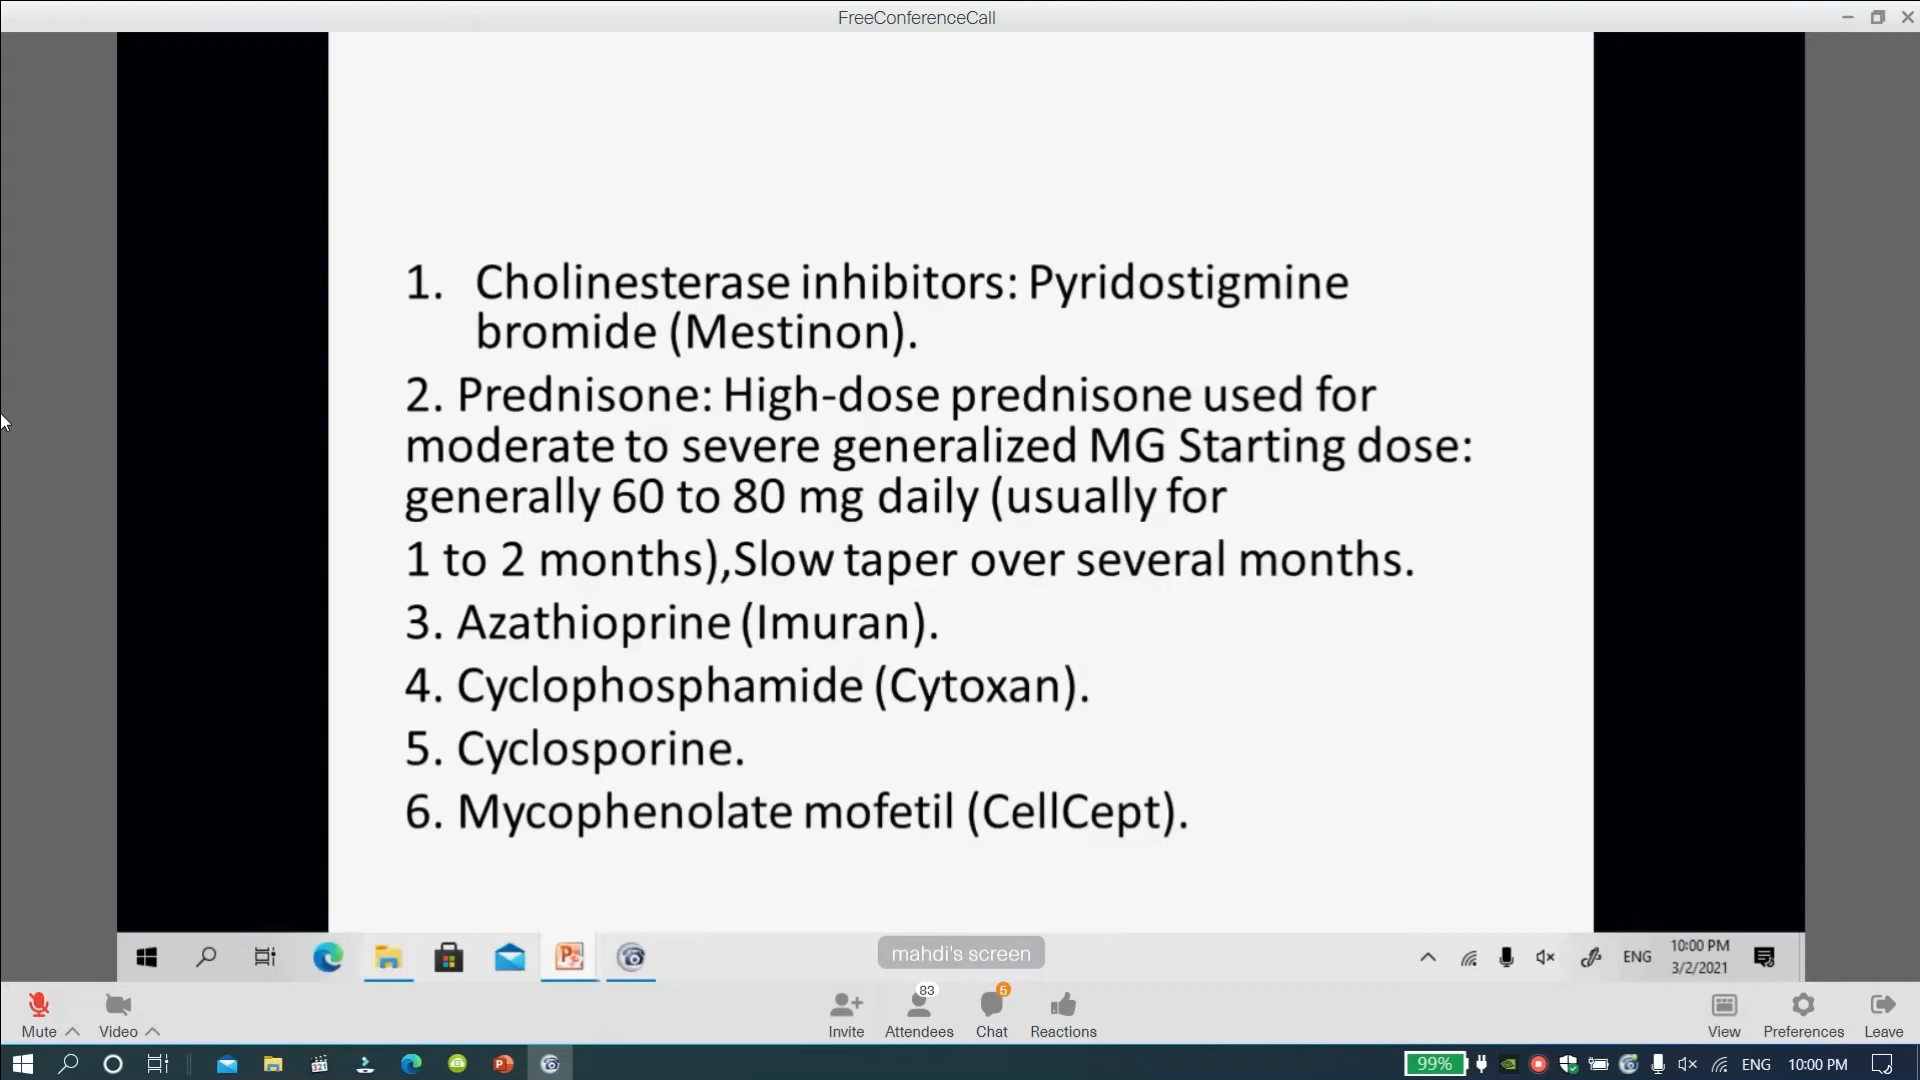 FreeConferenceCall
1. Cholinesterase inhibitors: Pyridostigmine
bromide (Mestinon).
2. Prednisone: High-dose prednisone used for
moderate to severe generalized MG Starting dose:
generally 60 to 80 mg daily (usually for
1 to 2 months),Slow taper over several months.
3. Azathioprine (Imuran).
4. Cyclophosphamide (Cytoxan).
5. Cyclosporine.
6. Mycophenolate mofetil (CellCept).
mahdi's screen
ENG
10:00 PM
3/2/2021
83
5
Mute
Video
Invite
Attendees
Chat
Reactions
View
Preferences
Leave
99%
ENG
10:00 PM